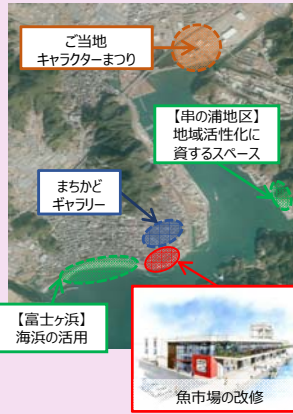 ご当地
キャラクターまつり
【串の浦地区】
地域活性化に
資するスペース
まちかど
ギャラリー
【富士ヶ浜】
海浜の活用
魚市場の改修